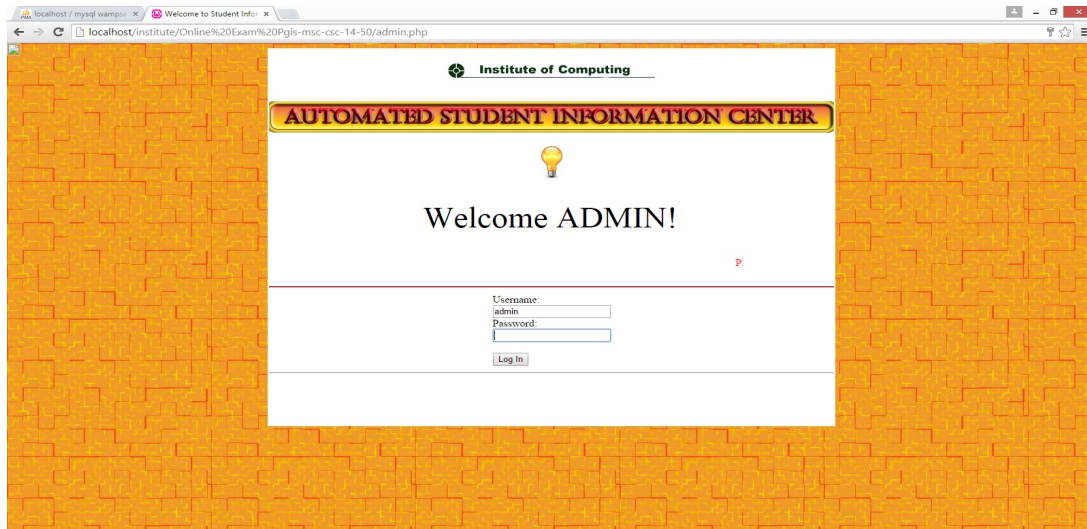 localhost / mysql wampse
Welcome to Student Infor
localhost/institute/Online%20Exam%20Pgis-msc-csc-14-50/admin.php
Institute of Computing
AUTOMATED STUDENT INFORMATION CENTER
Welcome ADMIN!
Username:
admin
Password:
Log In